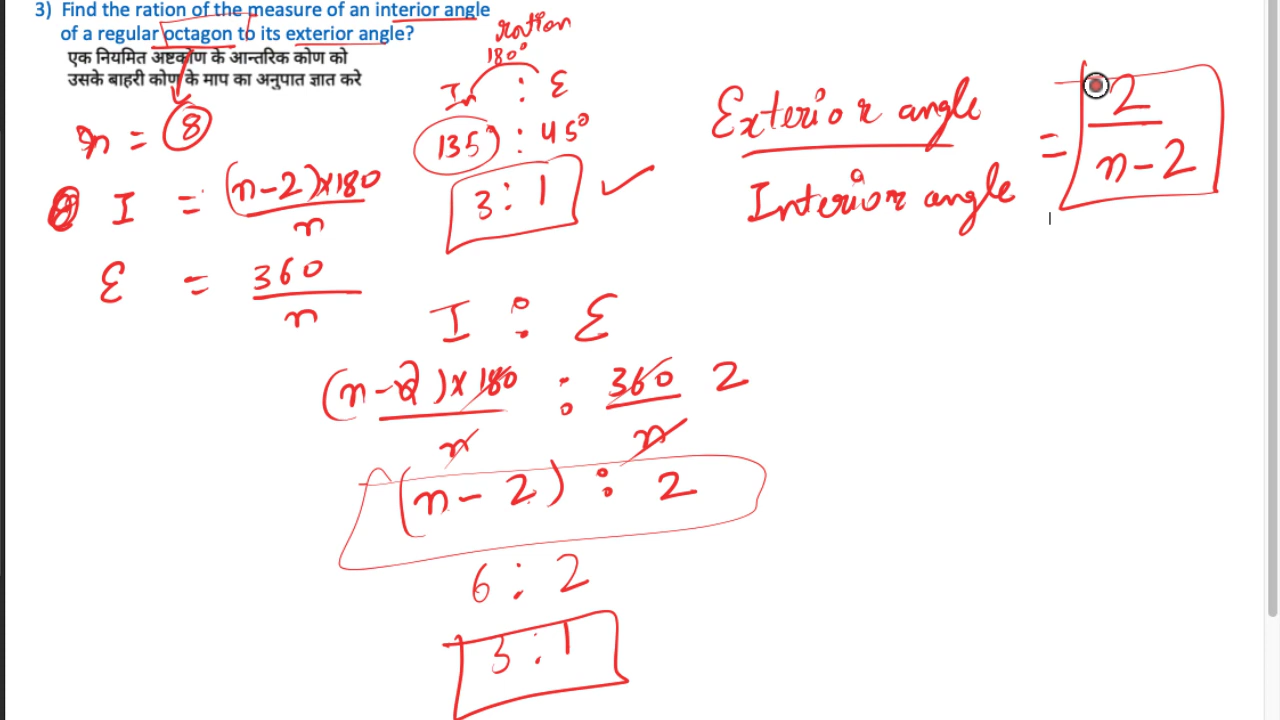 3) Find the ration of the measure of an interior angle
of a regular octagon to its exterior angle?
एक नियमित अष्टकोण के आन्तरिक कोण को
उसके बाहरी कोण के माप का अनुपात ज्ञात करे
ration
180°
In : E
135° : 45°
3 : 1
n = 8
I = (n-2)×180
n
E = 360
n
Exterior angle
Interior angle
= 2
n-2
I : E
(n-2)×180 : 360 2
n n
(n-2) : 2
6 : 2
3 : 1